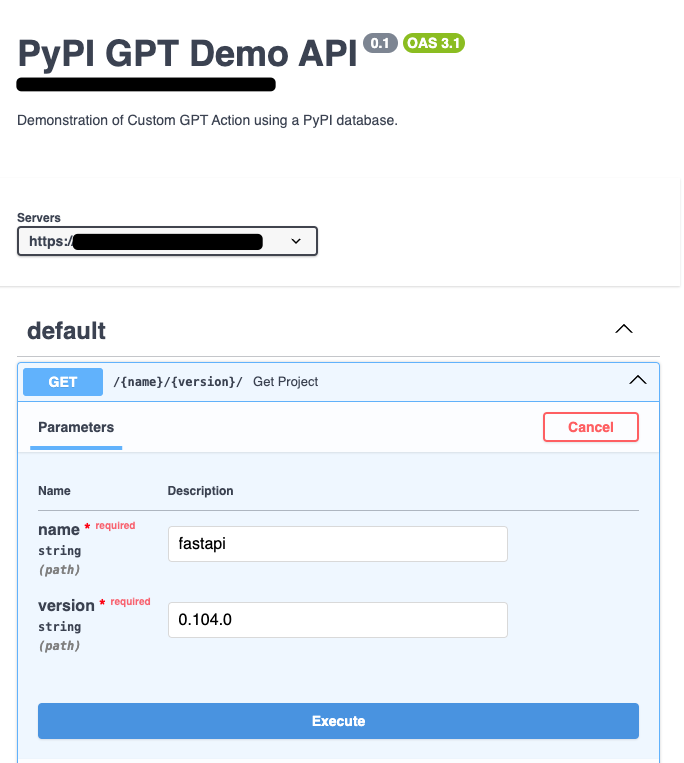 PyPI GPT Demo API 0.1 OAS 3.1
Demonstration of Custom GPT Action using a PyPI database.
Servers
https:/
default
GET /{name}/{version}/ Get Project
Parameters Cancel
Name Description
name * required
string
(path)
fastapi
version * required
string
(path)
0.104.0
Execute